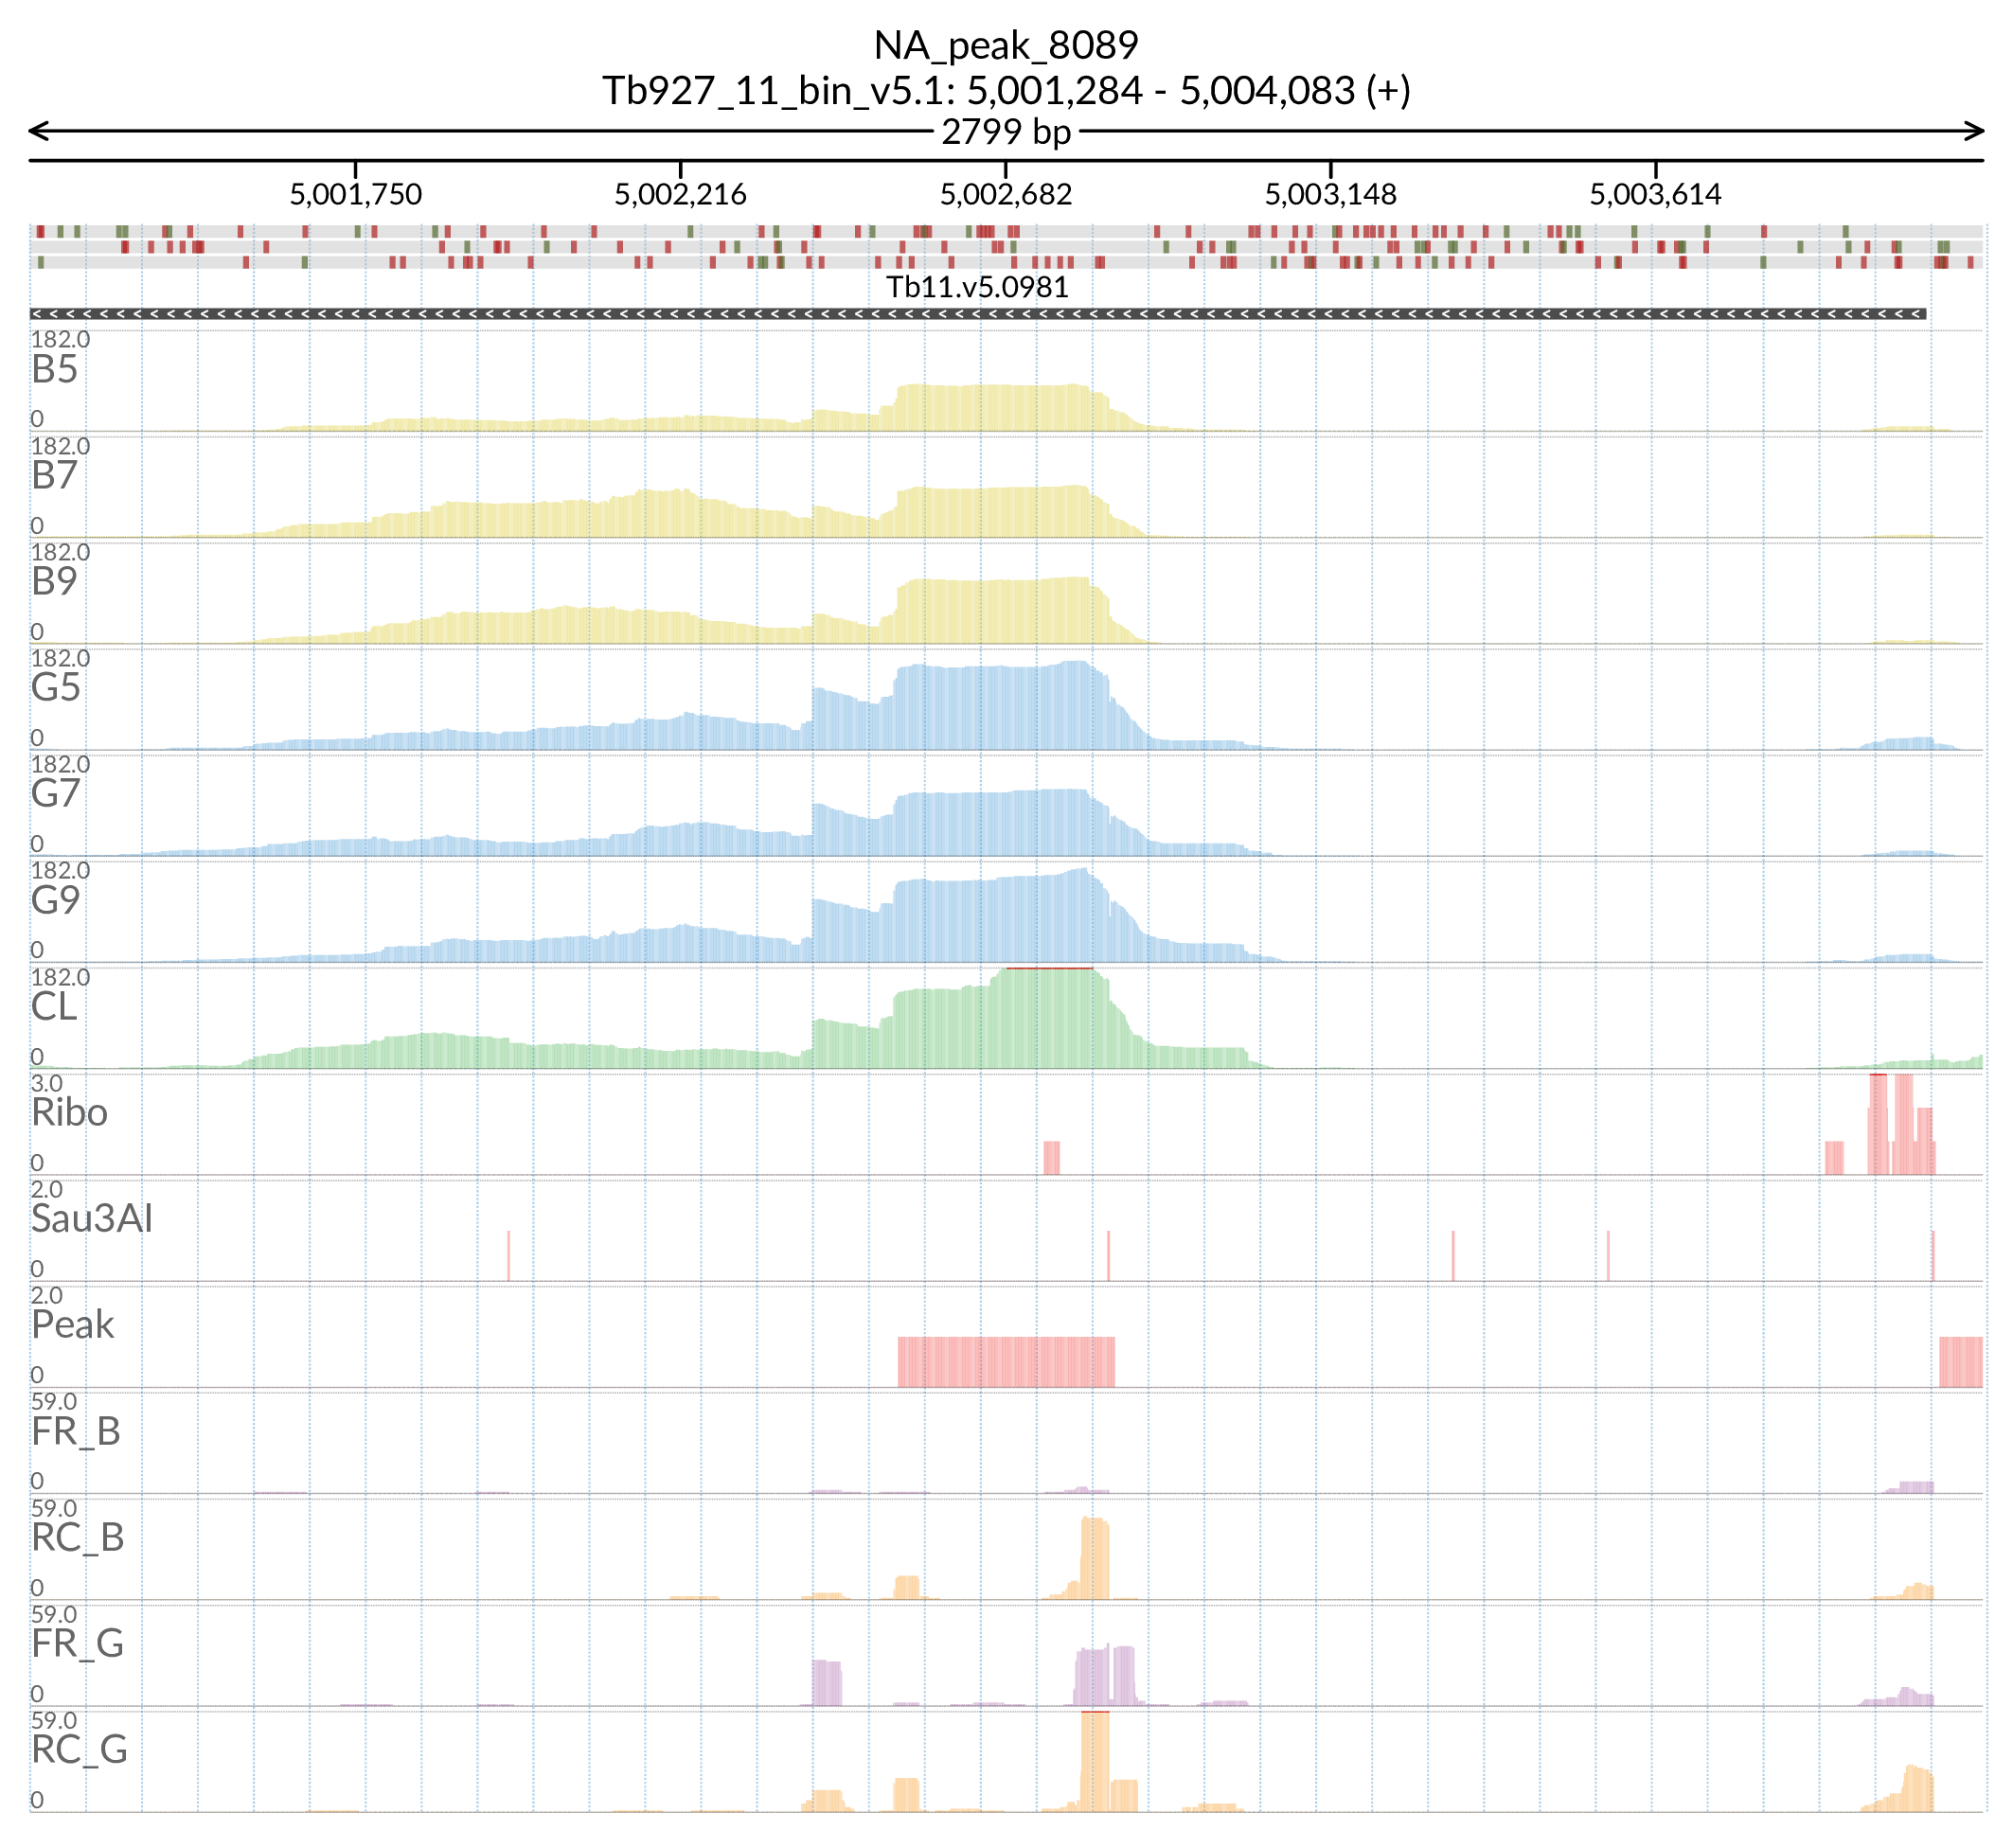 NA_peak_8089
Tb927_11_bin_v5.1: 5,001,284 - 5,004,083 (+)
2799 bp
5,001,750 5,002,216 5,002,682 5,003,148 5,003,614
Tb11.v5.0981
182.0
B5
0
182.0
B7
0
182.0
B9
0
182.0
G5
0
182.0
G7
0
182.0
G9
0
182.0
CL
0
3.0
Ribo
0
2.0
Sau3AI
0
2.0
Peak
0
59.0
FR_B
0
59.0
RC_B
0
59.0
FR_G
0
59.0
RC_G
0